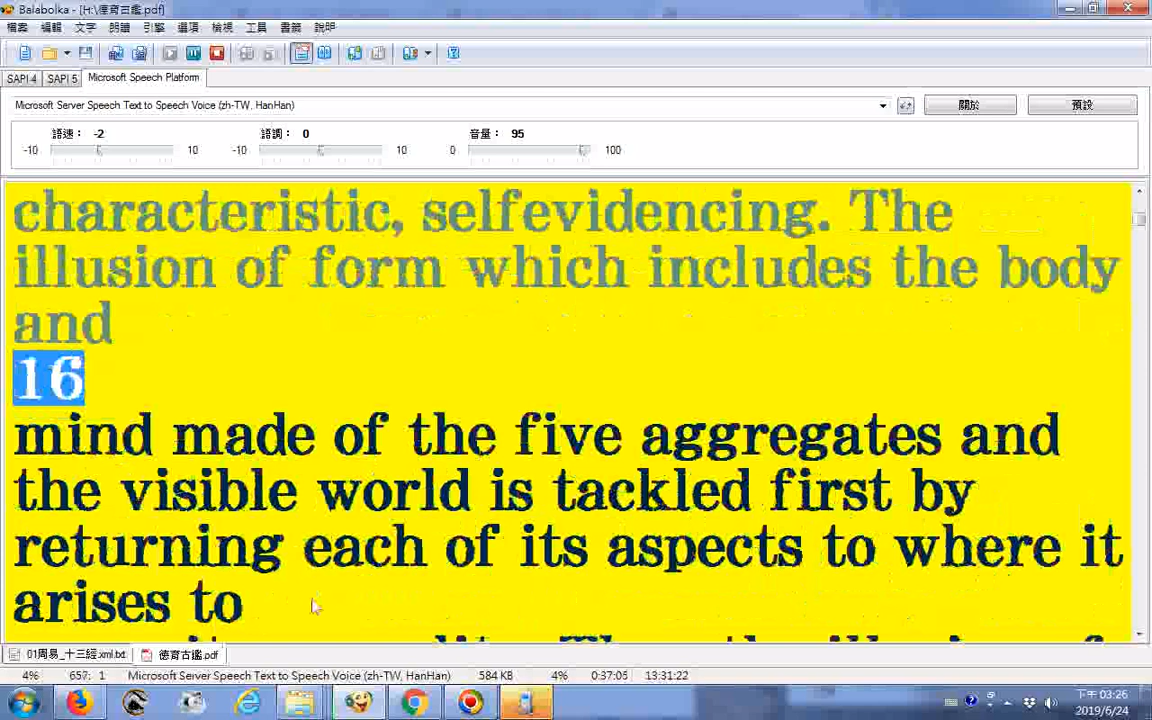 Balabolka - [H:\德育古鑑.pdf]
檔案 編輯 文字 朗讀 引擎 選項 檢視 工具 書籤 說明
SAPI 4 SAPI 5 Microsoft Speech Platform
Microsoft Server Speech Text to Speech Voice (zh-TW, HanHan) 關於 預設
語速： -2 語調： 0 音量： 95
-10 10 -10 10 0 100
characteristic, selfevidencing. The
illusion of form which includes the body
and
16
mind made of the five aggregates and
the visible world is tackled first by
returning each of its aspects to where it
arises to
01周易_十三經.xml.txt 德育古鑑.pdf
4% 657: 1 Microsoft Server Speech Text to Speech Voice (zh-TW, HanHan) 584 KB 4% 0:37:05 13:31:22
下午 03:26
2019/6/24